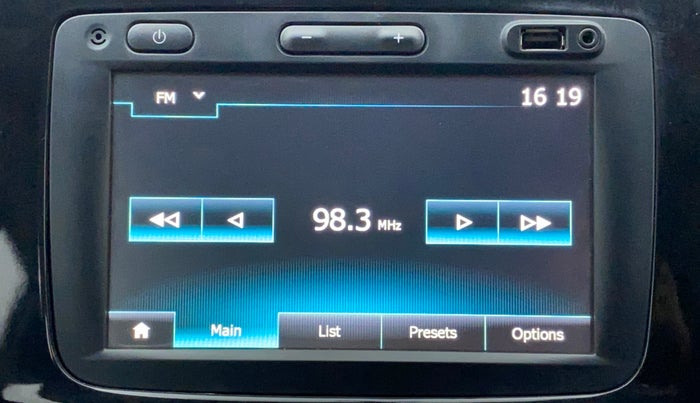 FM
16 19
98.3 MHz
Main List Presets Options